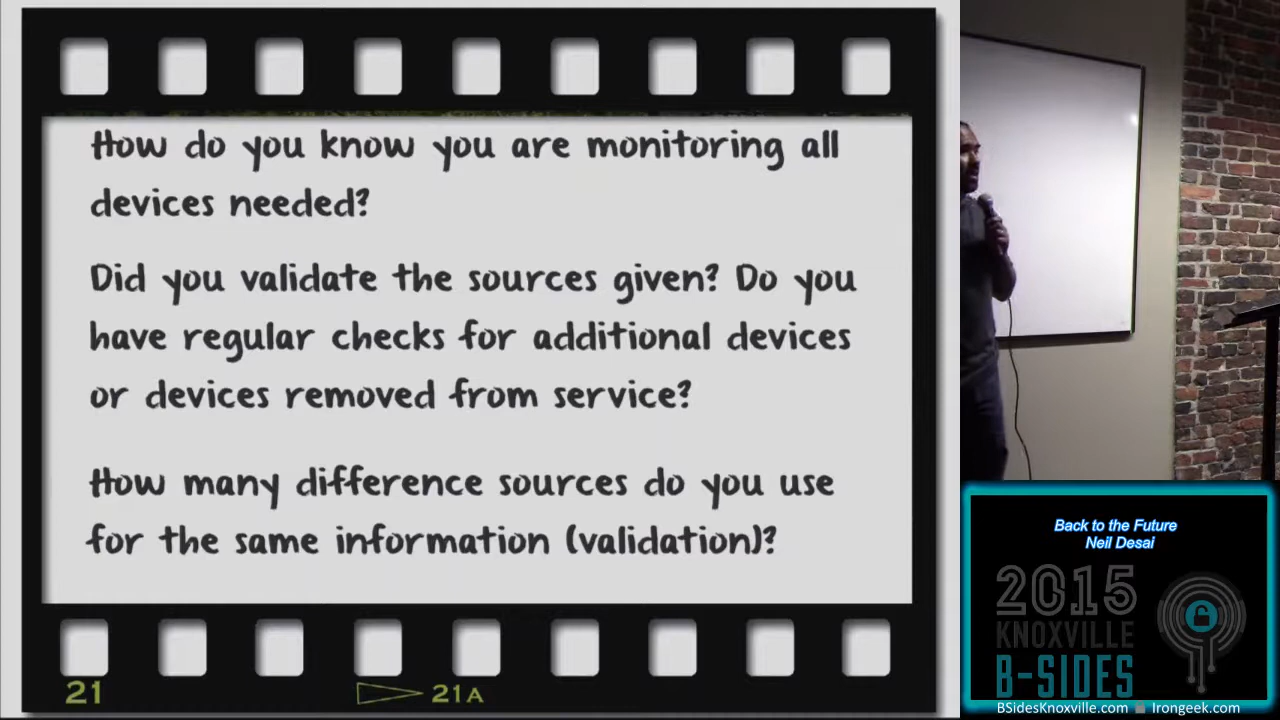 How do you know you are monitoring all
devices needed?
Did you validate the sources given? Do you
have regular checks for additional devices
or devices removed from service?
How many difference sources do you use
for the same information (validation)?
21
21A
Back to the Future
Neil Desai
2015
KNOXVILLE
B-SIDES
BSidesKnoxville.com Irongeek.com